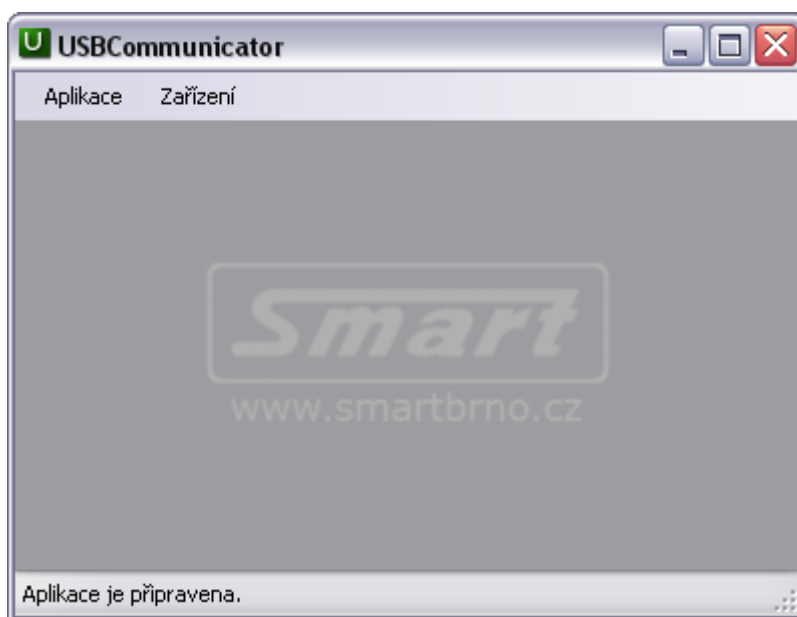 USBCommunicator
Aplikace Zařízení
Smart
www.smartbrno.cz
Aplikace je připravena.